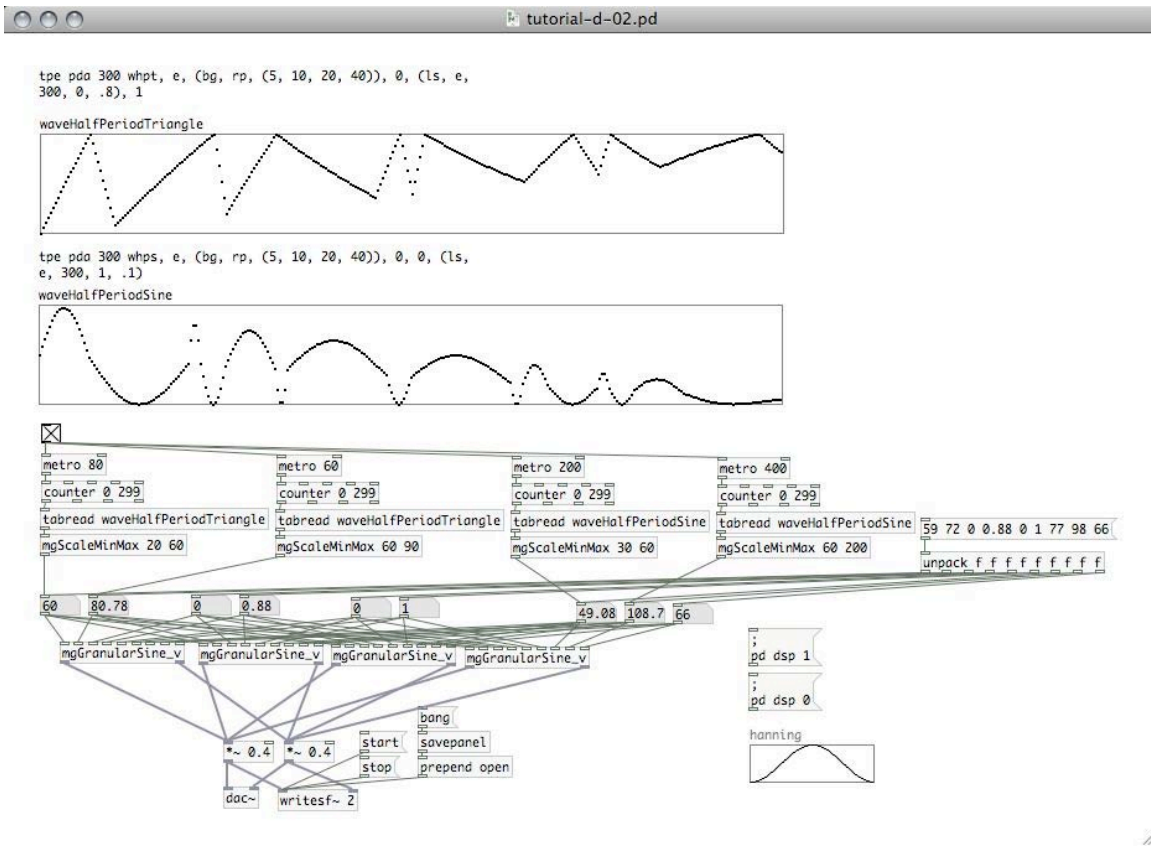 tutorial-d-02.pd
tpe pda 300 whpt, e, (bg, rp, (5, 10, 20, 40)), 0, (ls, e,
300, 0, .8), 1
waveHalfPeriodTriangle
tpe pda 300 whps, e, (bg, rp, (5, 10, 20, 40)), 0, 0, (ls,
e, 300, 1, .1)
waveHalfPeriodSine
metro 80
metro 60
metro 200
metro 400
counter 0 299
counter 0 299
counter 0 299
counter 0 299
tabread waveHalfPeriodTriangle
tabread waveHalfPeriodTriangle
tabread waveHalfPeriodSine
tabread waveHalfPeriodSine
59 72 0 0.88 0 1 77 98 66
mgScaleMinMax 20 60
mgScaleMinMax 60 90
mgScaleMinMax 30 60
mgScaleMinMax 60 200
unpack f f f f f f f f f
60
80.78
0
0.88
0
1
49.08
108.7
66
mgGranularSine_v
mgGranularSine_v
mgGranularSine_v
mgGranularSine_v
;
pd dsp 1
;
pd dsp 0
hanning
bang
*~ 0.4
*~ 0.4
start
savepanel
stop
prepend open
dac~
writesf~ 2